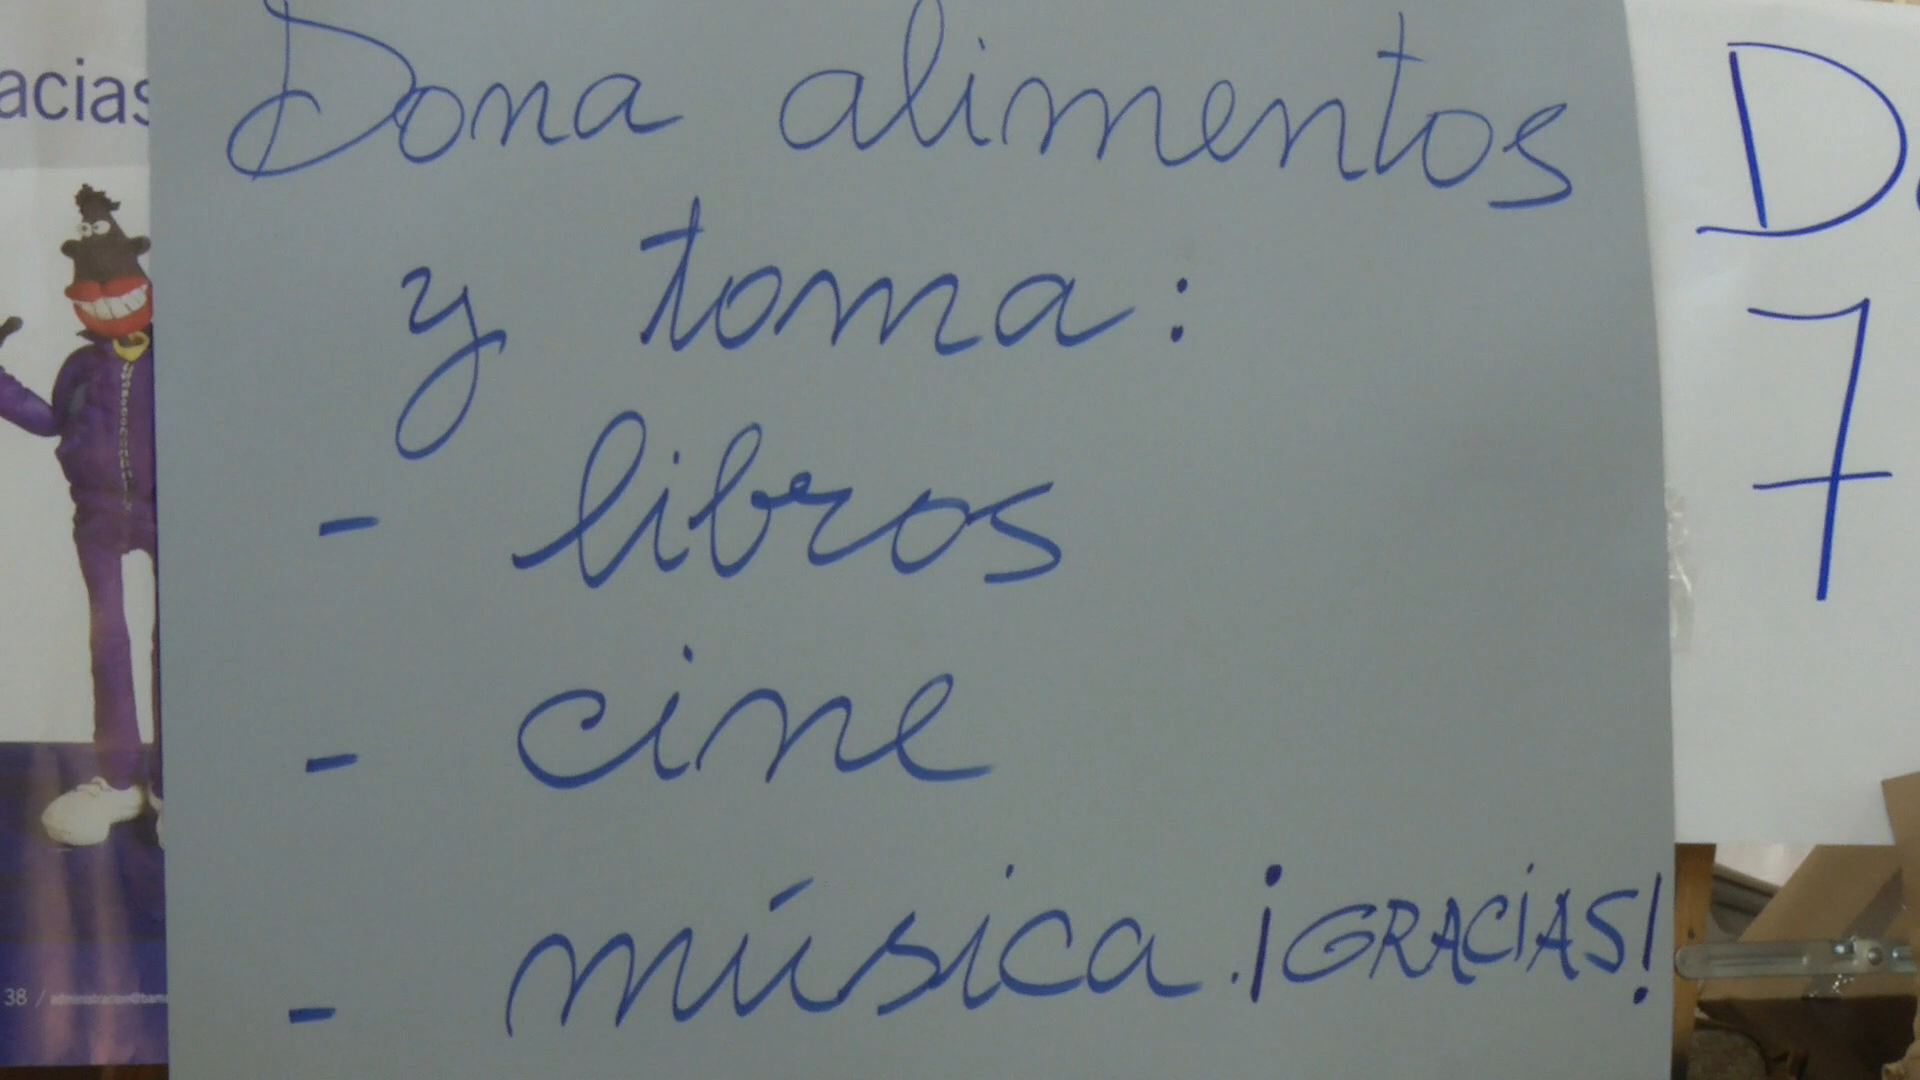 Dona alimentos
y toma:
- libros
- cine
- música. ¡GRACIAS!
acias
38 /
D
7